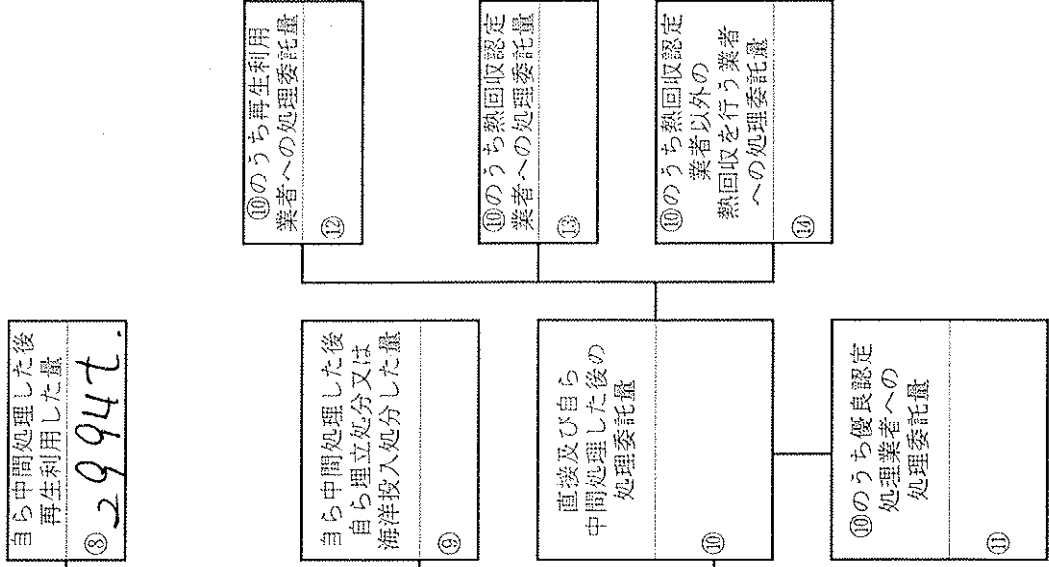 自ら中間処理した後
再生利用した量
⑧ 2994t.
自ら中間処理した後
自ら埋立処分又は
海洋投入処分した量
⑨
直接及び自ら
中間処理した後の
処理委託量
⑩
⑩のうち優良認定
処理業者への
処理委託量
⑪
⑩のうち再生利用
業者への処理委託量
⑫
⑩のうち熱回収認定
業者への処理委託量
⑬
⑩のうち熱回収認定
業者以外の
熱回収を行う業者
への処理委託量
⑭